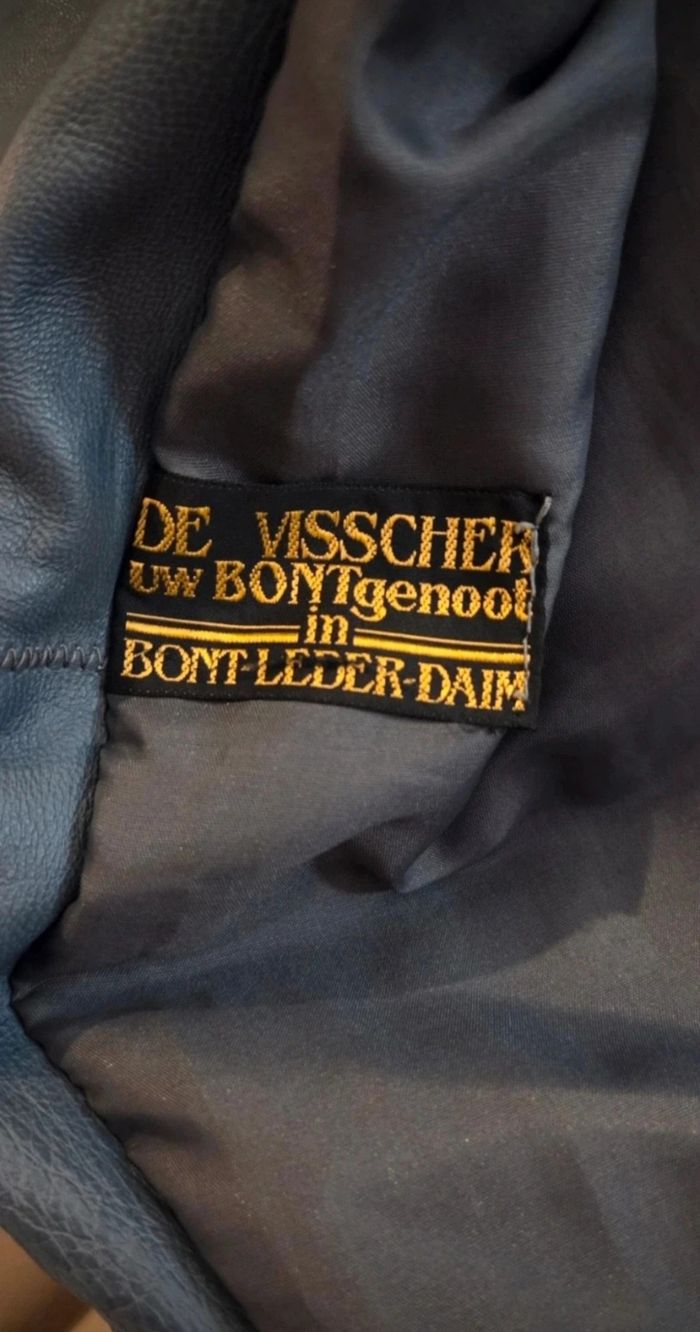 DE VISSCHER
uw BONTgenoot
in
BONT-LEDER-DAIM